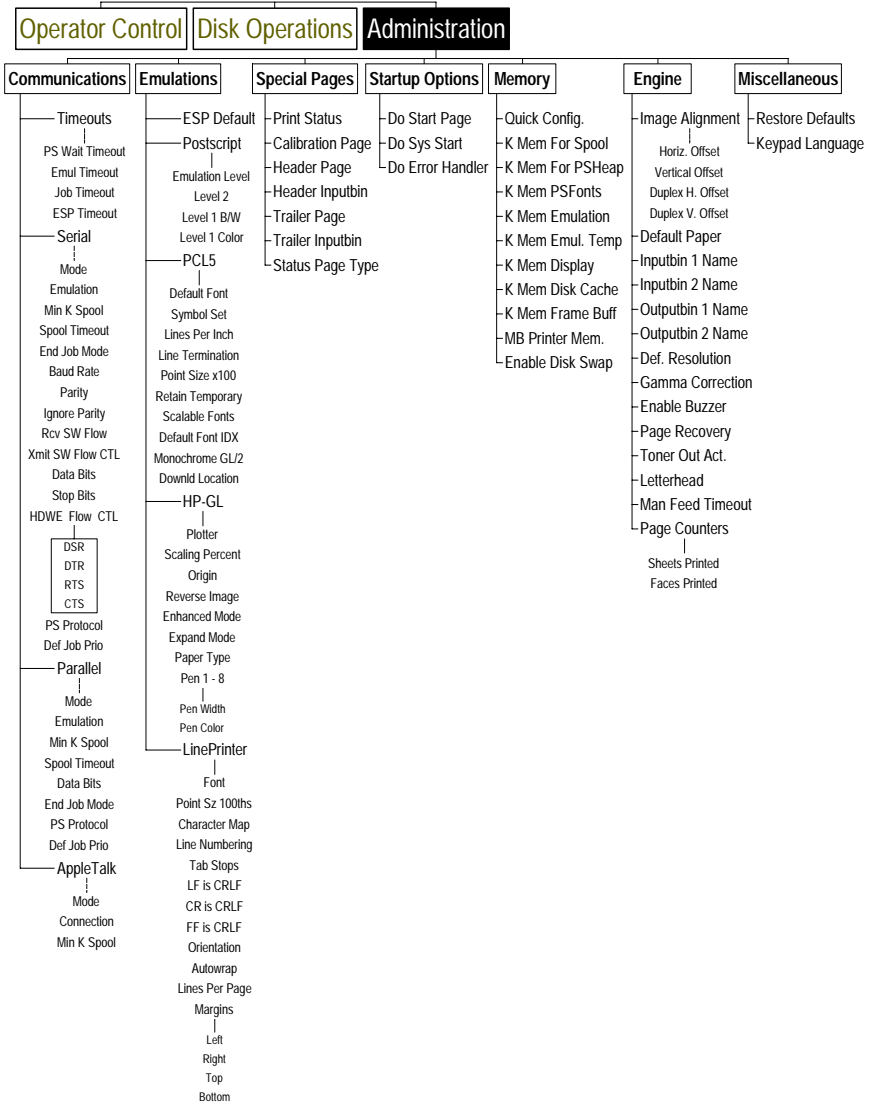 Operator Control
Disk Operations
Administration
Communications
Timeouts
PS Wait Timeout
Emul Timeout
Job Timeout
ESP Timeout
Serial
Mode
Emulation
Min K Spool
Spool Timeout
End Job Mode
Baud Rate
Parity
Ignore Parity
Rcv SW Flow
Xmit SW Flow CTL
Data Bits
Stop Bits
HDWE Flow CTL
DSR
DTR
RTS
CTS
PS Protocol
Def Job Prio
Parallel
Mode
Emulation
Min K Spool
Spool Timeout
Data Bits
End Job Mode
PS Protocol
Def Job Prio
AppleTalk
Mode
Connection
Min K Spool
Emulations
ESP Default
Postscript
Emulation Level
Level 2
Level 1 B/W
Level 1 Color
PCL5
Default Font
Symbol Set
Lines Per Inch
Line Termination
Point Size x100
Retain Temporary
Scalable Fonts
Default Font IDX
Monochrome GL/2
Downld Location
HP-GL
Plotter
Scaling Percent
Origin
Reverse Image
Enhanced Mode
Expand Mode
Paper Type
Pen 1 - 8
Pen Width
Pen Color
LinePrinter
Font
Point Sz 100ths
Character Map
Line Numbering
Tab Stops
LF is CRLF
CR is CRLF
FF is CRLF
Orientation
Autowrap
Lines Per Page
Margins
Left
Right
Top
Bottom
Special Pages
Print Status
Calibration Page
Header Page
Header Inputbin
Trailer Page
Trailer Inputbin
Status Page Type
Startup Options
Do Start Page
Do Sys Start
Do Error Handler
Memory
Quick Config.
K Mem For Spool
K Mem For PSHeap
K Mem PSFonts
K Mem Emulation
K Mem Emul. Temp
K Mem Display
K Mem Disk Cache
K Mem Frame Buff
MB Printer Mem.
Enable Disk Swap
Engine
Image Alignment
Horiz. Offset
Vertical Offset
Duplex H. Offset
Duplex V. Offset
Default Paper
Inputbin 1 Name
Inputbin 2 Name
Outputbin 1 Name
Outputbin 2 Name
Def. Resolution
Gamma Correction
Enable Buzzer
Page Recovery
Toner Out Act.
Letterhead
Man Feed Timeout
Page Counters
Sheets Printed
Faces Printed
Miscellaneous
Restore Defaults
Keypad Language